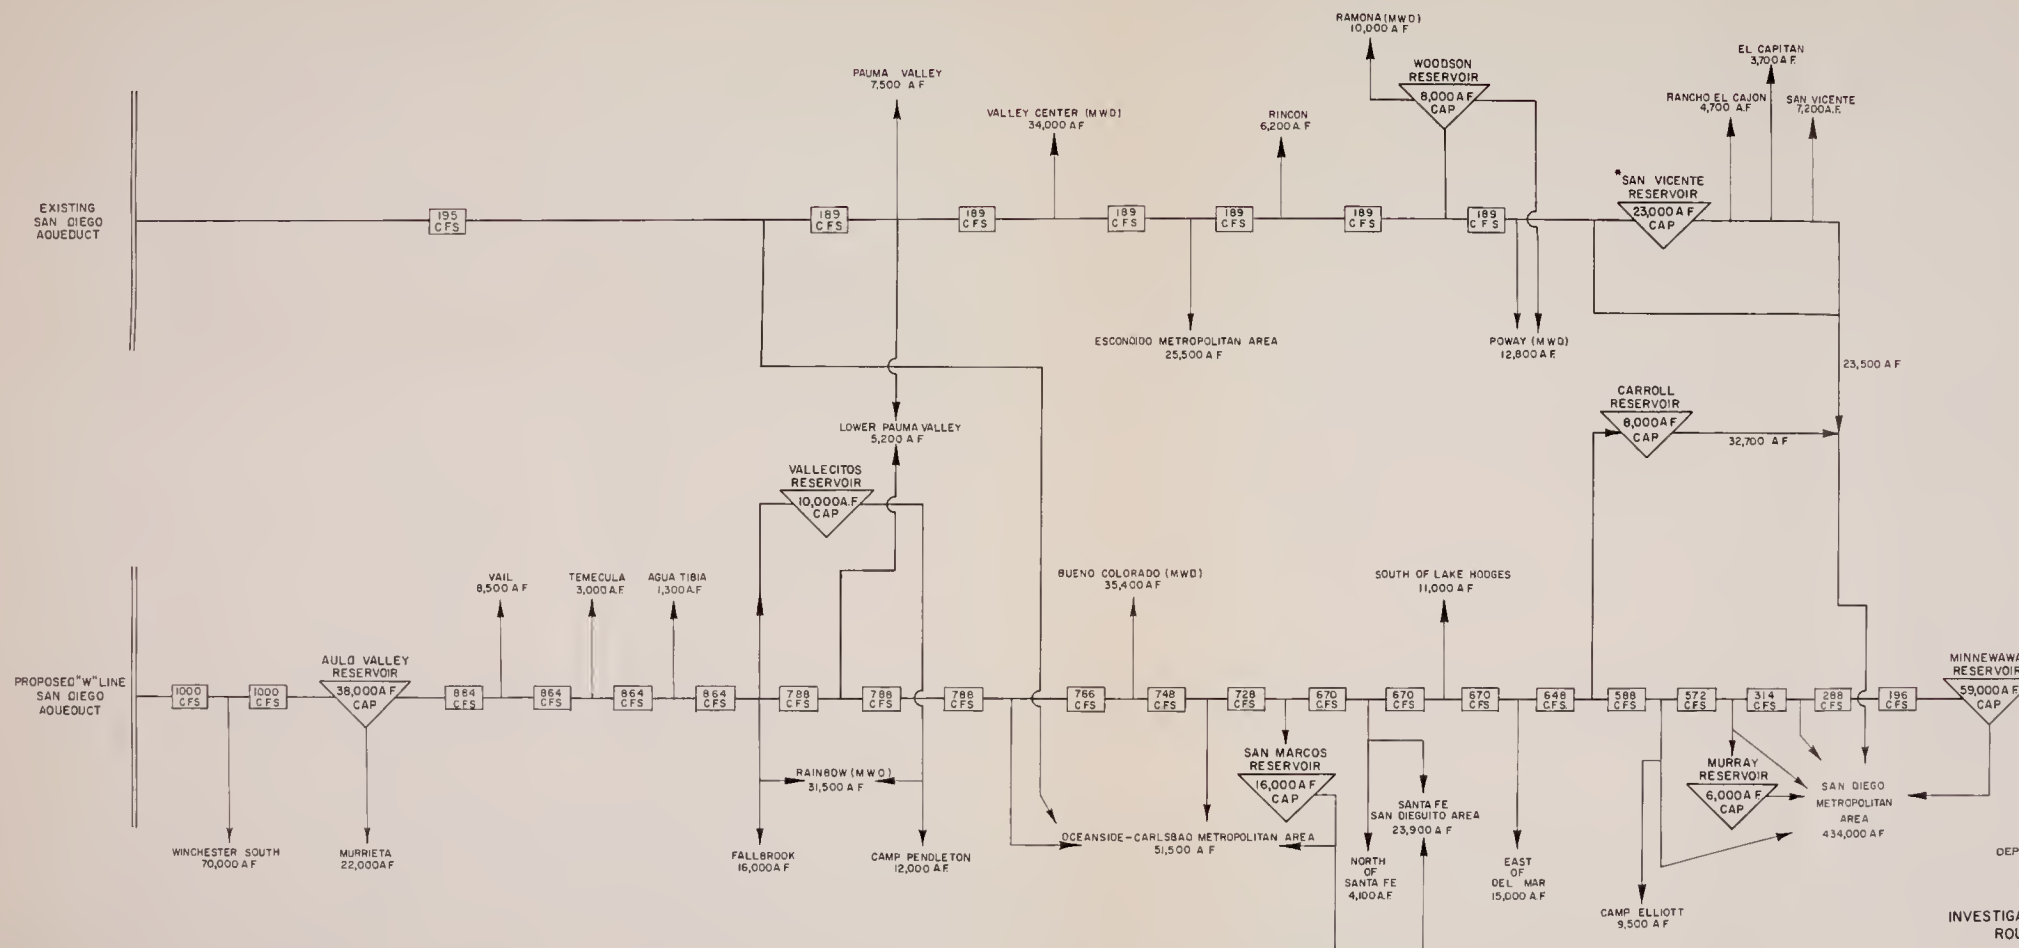 RAMONA (MWD)
10,000 A F
EL CAPITAN
3,700 A.F.
WOODSON
RESERVOIR
8,000 A F
CAP
PAUMA VALLEY
7,500 A F
RANCHO EL CAJON
4,700 A.F.
SAN VICENTE
7,200 A.F.
VALLEY CENTER (MWD)
34,000 A F
RINCON
6,200 A. F
*SAN VICENTE
RESERVOIR
23,000 A F
CAP
EXISTING
SAN DIEGO
AQUEDUCT
195
CFS
189
CFS
189
CFS
189
CFS
189
CFS
189
CFS
189
CFS
ESCONDIDO METROPOLITAN AREA
25,500 A F
POWAY (MWD)
12,800 A.F.
23,500 A F
CARROLL
RESERVOIR
8,000 A F
CAP
32,700 A F
LOWER PAUMA VALLEY
5,200 A F
VALLECITOS
RESERVOIR
10,000 A.F.
CAP
VAIL
8,500 A F
TEMECULA
3,000 A.F.
AGUA TIBIA
1,300 A.F.
BUENO COLORADO (MWD)
35,400 A F
SOUTH OF LAKE HODGES
11,000 A F
PROPOSED "W" LINE
SAN DIEGO
AQUEDUCT
1000
CFS
1000
CFS
AULD VALLEY
RESERVOIR
38,000 A F
CAP
884
CFS
864
CFS
864
CFS
864
CFS
788
CFS
788
CFS
788
CFS
766
CFS
748
CFS
728
CFS
670
CFS
670
CFS
670
CFS
648
CFS
588
CFS
572
CFS
314
CFS
288
CFS
196
CFS
MINNEWAWA
RESERVOIR
59,000 A F
CAP
RAINBOW (MWD)
31,500 A F
SAN MARCOS
RESERVOIR
16,000 A F
CAP
MURRAY
RESERVOIR
6,000 A F
CAP
SAN DIEGO
METROPOLITAN
AREA
434,000 A F
SANTA FE
SAN DIEGUITO AREA
23,900 A F
OCEANSIDE-CARLSBAD METROPOLITAN AREA
51,500 A F
WINCHESTER SOUTH
70,000 A F
MURRIETA
22,000 A F
FALLBROOK
16,000 A F
CAMP PENDLETON
12,000 A.F.
NORTH
OF
SANTA FE
4,100 A.F.
EAST
OF
DEL MAR
15,000 A F
CAMP ELLIOTT
9,500 A F
DEP
INVESTIGA
ROU